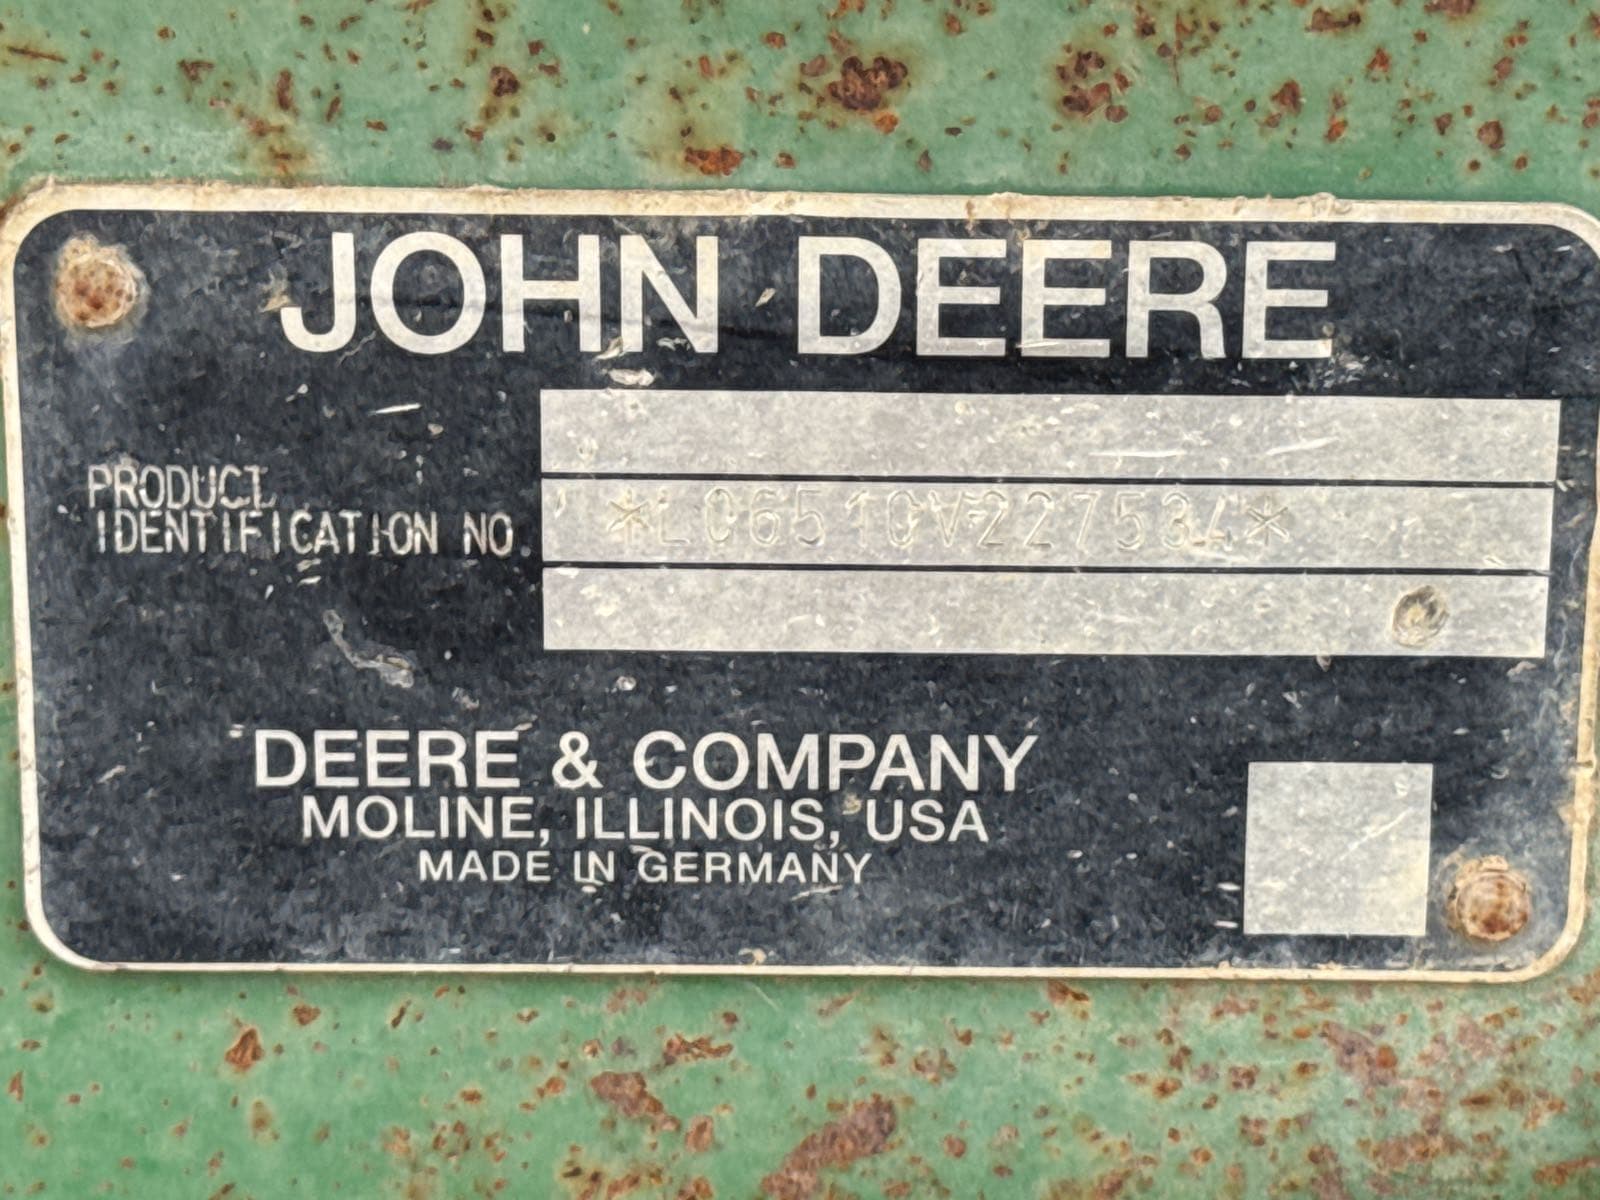 JOHN DEERE
PRODUCT
IDENTIFICATION NO
*L06510V227534*
DEERE & COMPANY
MOLINE, ILLINOIS, USA
MADE IN GERMANY